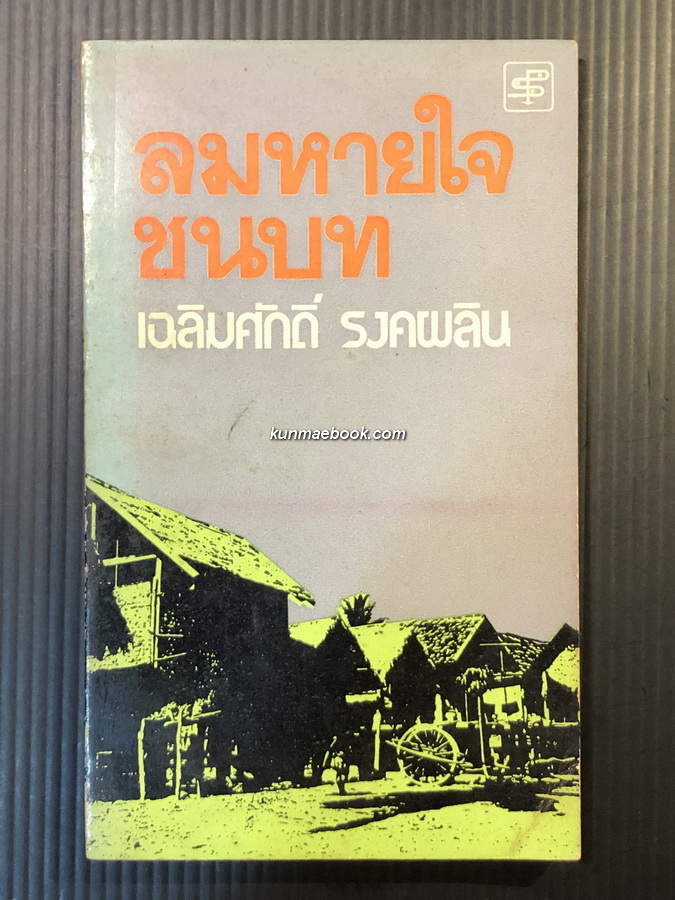 ลมหายใจ
ชนบท
เฉลิมศักดิ์ รงคผลิน
kunmaebook.com